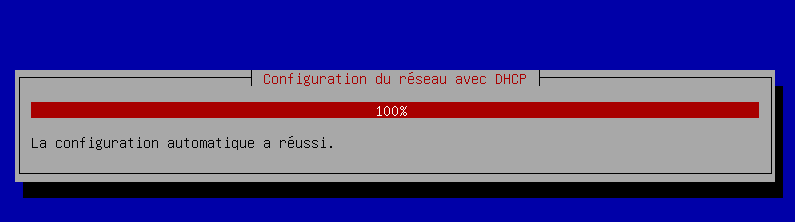 Configuration du réseau avec DHCP
100%
La configuration automatique a réussi.